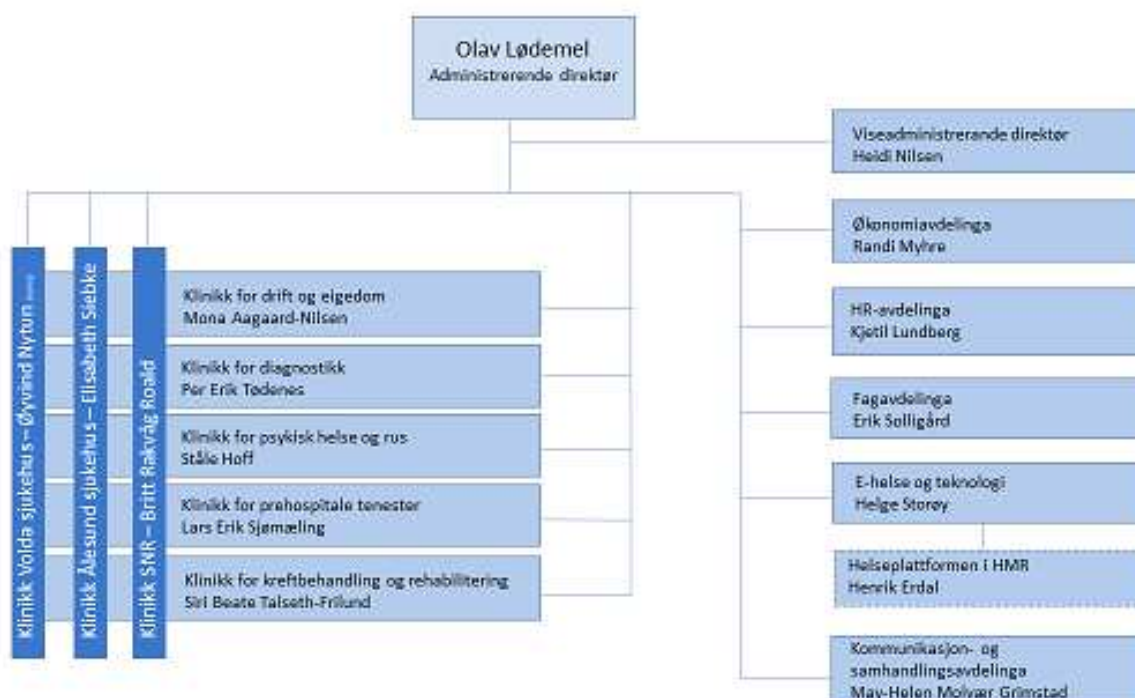 Olav Lødemel
Administrerende direktør
Viseadministrerande direktør
Heidi Nilsen
Økonomiavdelinga
Randi Myhre
HR-avdelinga
Kjetil Lundberg
Fagavdelinga
Erik Solligård
E-helse og teknologi
Helge Storøy
Helseplattformen i HMR
Henrik Erdal
Kommunikasjon- og
samhandlingsavdelinga
May-Helen Molvær Grimstad
Klinikk Volda sjukehus – Øyvind Nytun
Klinikk Ålesund sjukehus – Elisabeth Siebke
Klinikk SNR – Britt Rakvåg Roald
Klinikk for drift og eigedom
Mona Aagaard-Nilsen
Klinikk for diagnostikk
Per Erik Tødenes
Klinikk for psykisk helse og rus
Ståle Hoff
Klinikk for prehospitale tenester
Lars Erik Sjømæling
Klinikk for kreftbehandling og rehabilitering
Siri Beate Talseth-Frilund